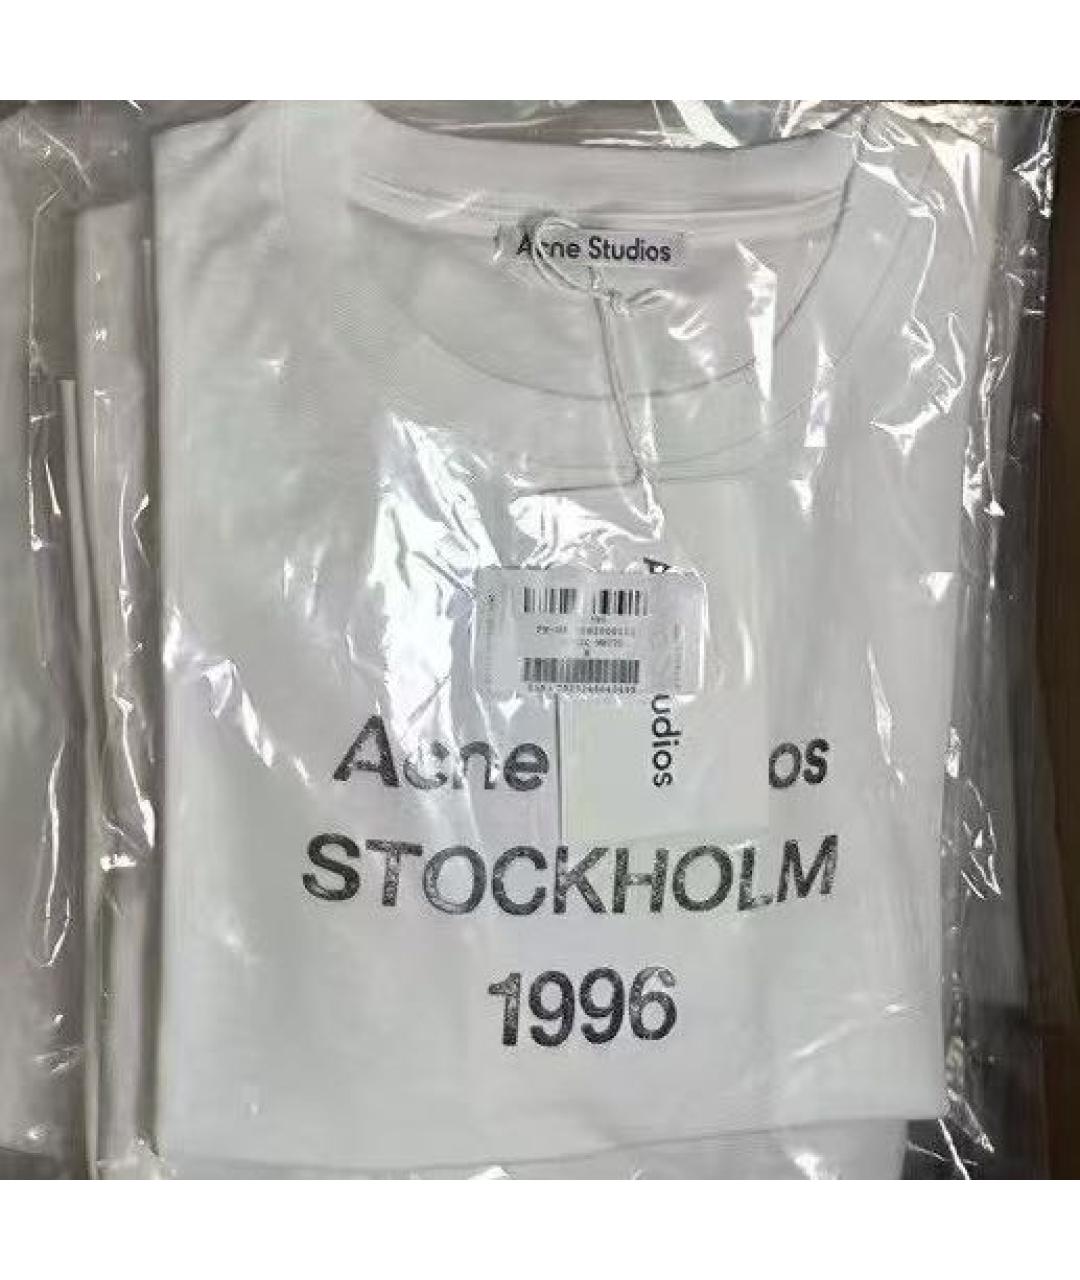 Acne Studios
udios
Acne
os
STOCKHOLM
1996